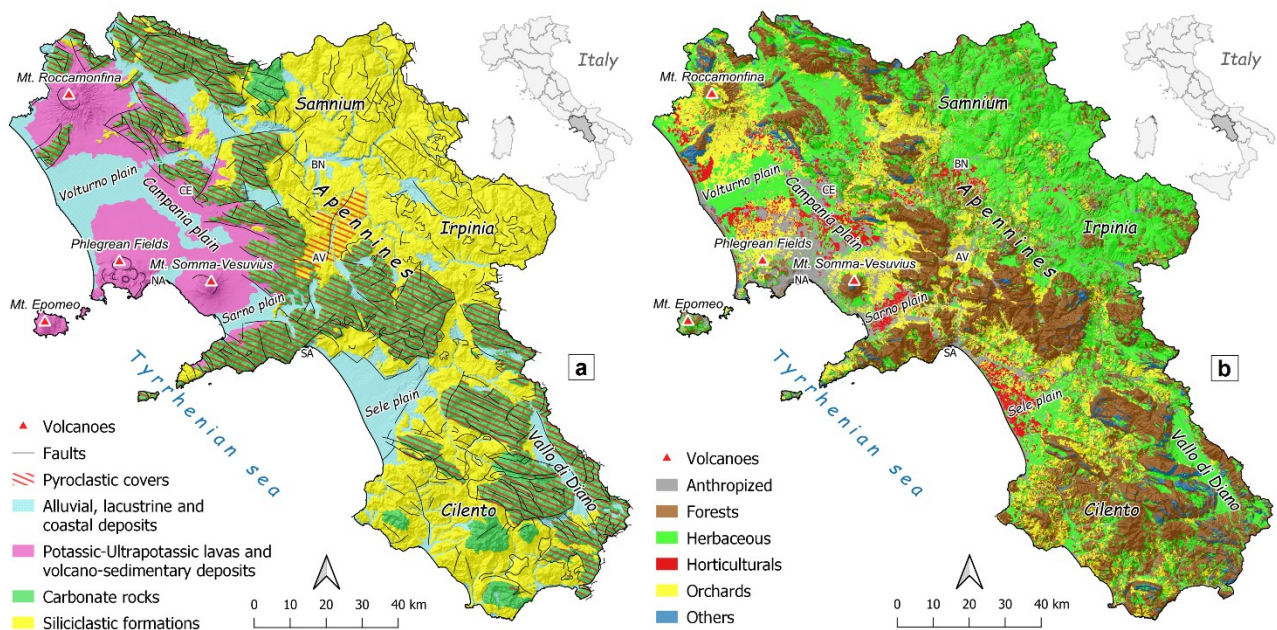 Italy
Mt. Roccamonfina
Samnium
Volturno plain
CE
BN
Campania plain
Apennines
Irpinia
Phlegrean Fields
Mt. Somma-Vesuvius
AV
NA
Mt. Epomeo
Sarno plain
SA
a
Tyrrhenian sea
Sele plain
Vallo di Diano
Cilento
Volcanoes
Faults
Pyroclastic covers
Alluvial, lacustrine and
coastal deposits
Potassic-Ultrapotassic lavas and
volcano-sedimentary deposits
Carbonate rocks
Siliciclastic formations
0 10 20 30 40 km
Italy
Mt. Roccamonfina
Samnium
Volturno plain
CE
BN
Campania plain
Apennines
Irpinia
Phlegrean Fields
Mt. Somma-Vesuvius
AV
NA
Mt. Epomeo
Sarno plain
SA
b
Tyrrhenian sea
Sele plain
Vallo di Diano
Cilento
Volcanoes
Anthropized
Forests
Herbaceous
Horticulturals
Orchards
Others
0 10 20 30 40 km